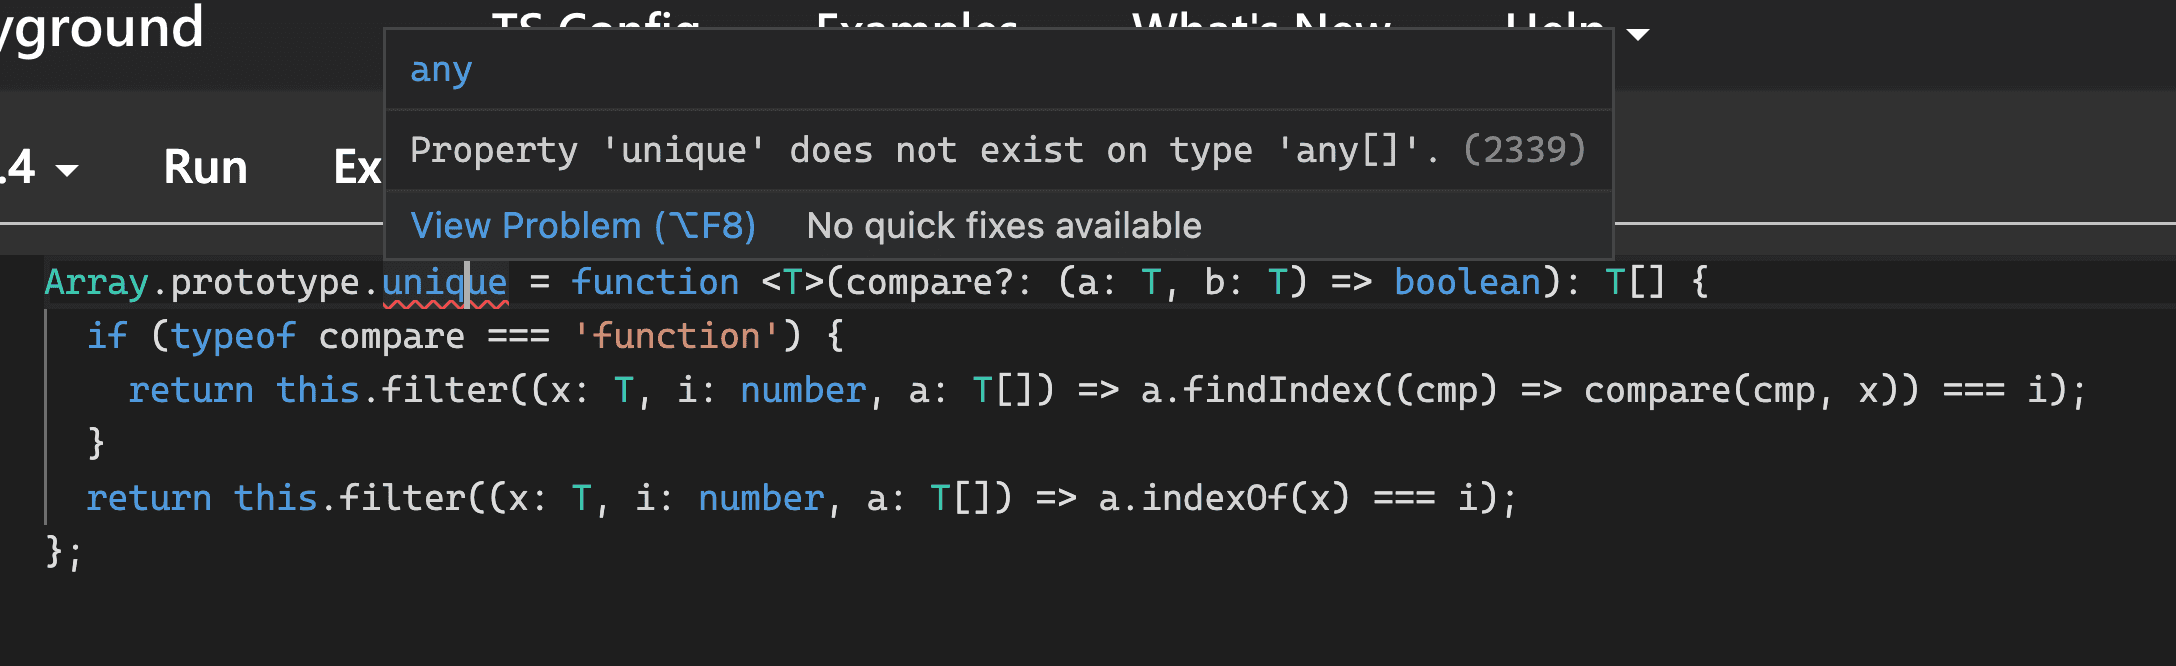 yground TS Config Examples What's New Help
any
Property 'unique' does not exist on type 'any[]'. (2339)
.4 Run Ex
View Problem (⌥F8) No quick fixes available
Array.prototype.unique = function <T>(compare?: (a: T, b: T) => boolean): T[] {
if (typeof compare === 'function') {
return this.filter((x: T, i: number, a: T[]) => a.findIndex((cmp) => compare(cmp, x)) === i);
}
return this.filter((x: T, i: number, a: T[]) => a.indexOf(x) === i);
};